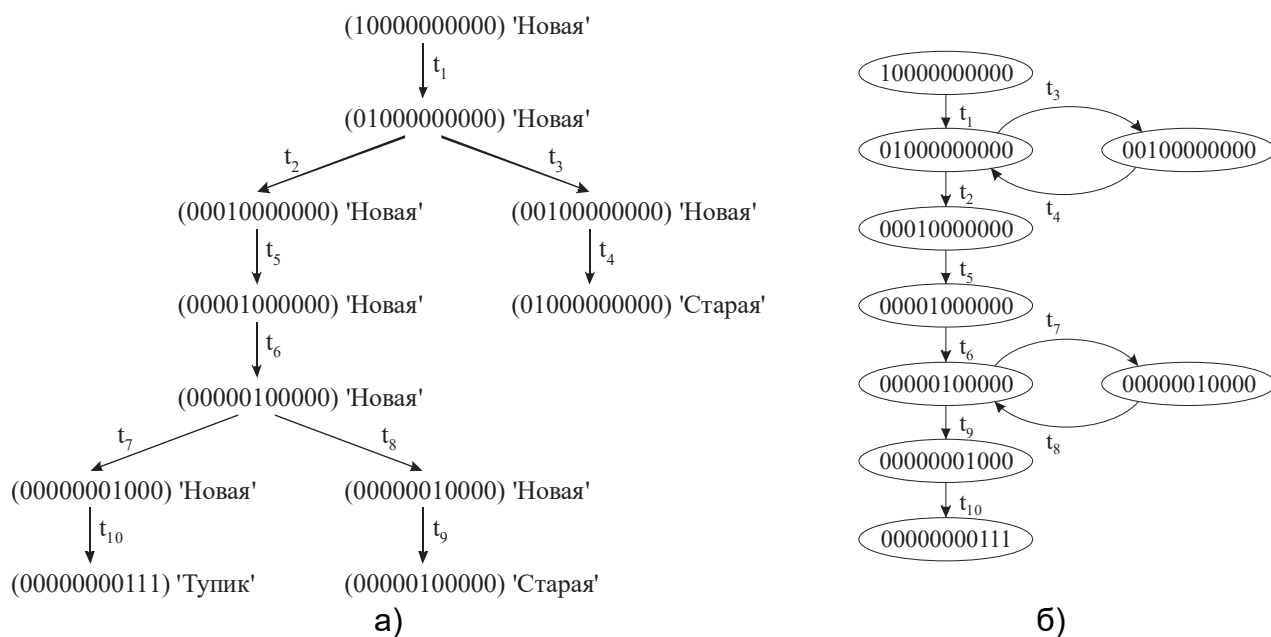 (10000000000) 'Новая'
t1
(01000000000) 'Новая'
t2
t3
(00010000000) 'Новая'
(00100000000) 'Новая'
t5
t4
(00001000000) 'Новая'
(01000000000) 'Старая'
t6
(00000100000) 'Новая'
t7
t8
(00000001000) 'Новая'
(00000010000) 'Новая'
t10
t9
(00000000111) 'Тупик'
(00000100000) 'Старая'
а)
10000000000
t3
t1
01000000000
00100000000
t2
t4
00010000000
t5
00001000000
t7
t6
00000100000
00000010000
t9
t8
00000001000
t10
00000000111
б)